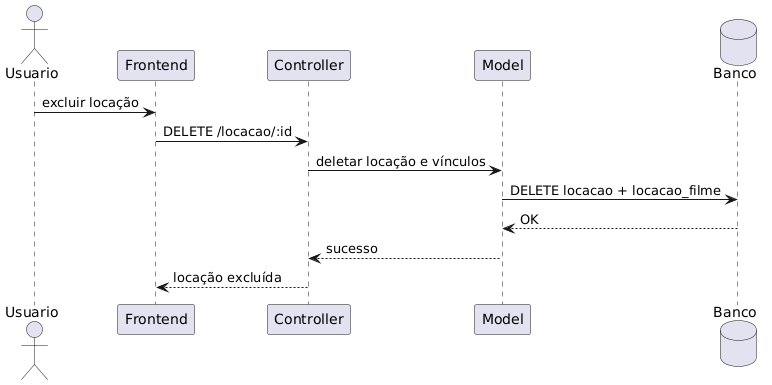 Usuario
Frontend
Controller
Model
Banco
excluir locação
DELETE /locacao/:id
deletar locação e vínculos
DELETE locacao + locacao_filme
OK
sucesso
locação excluída
Usuario
Frontend
Controller
Model
Banco